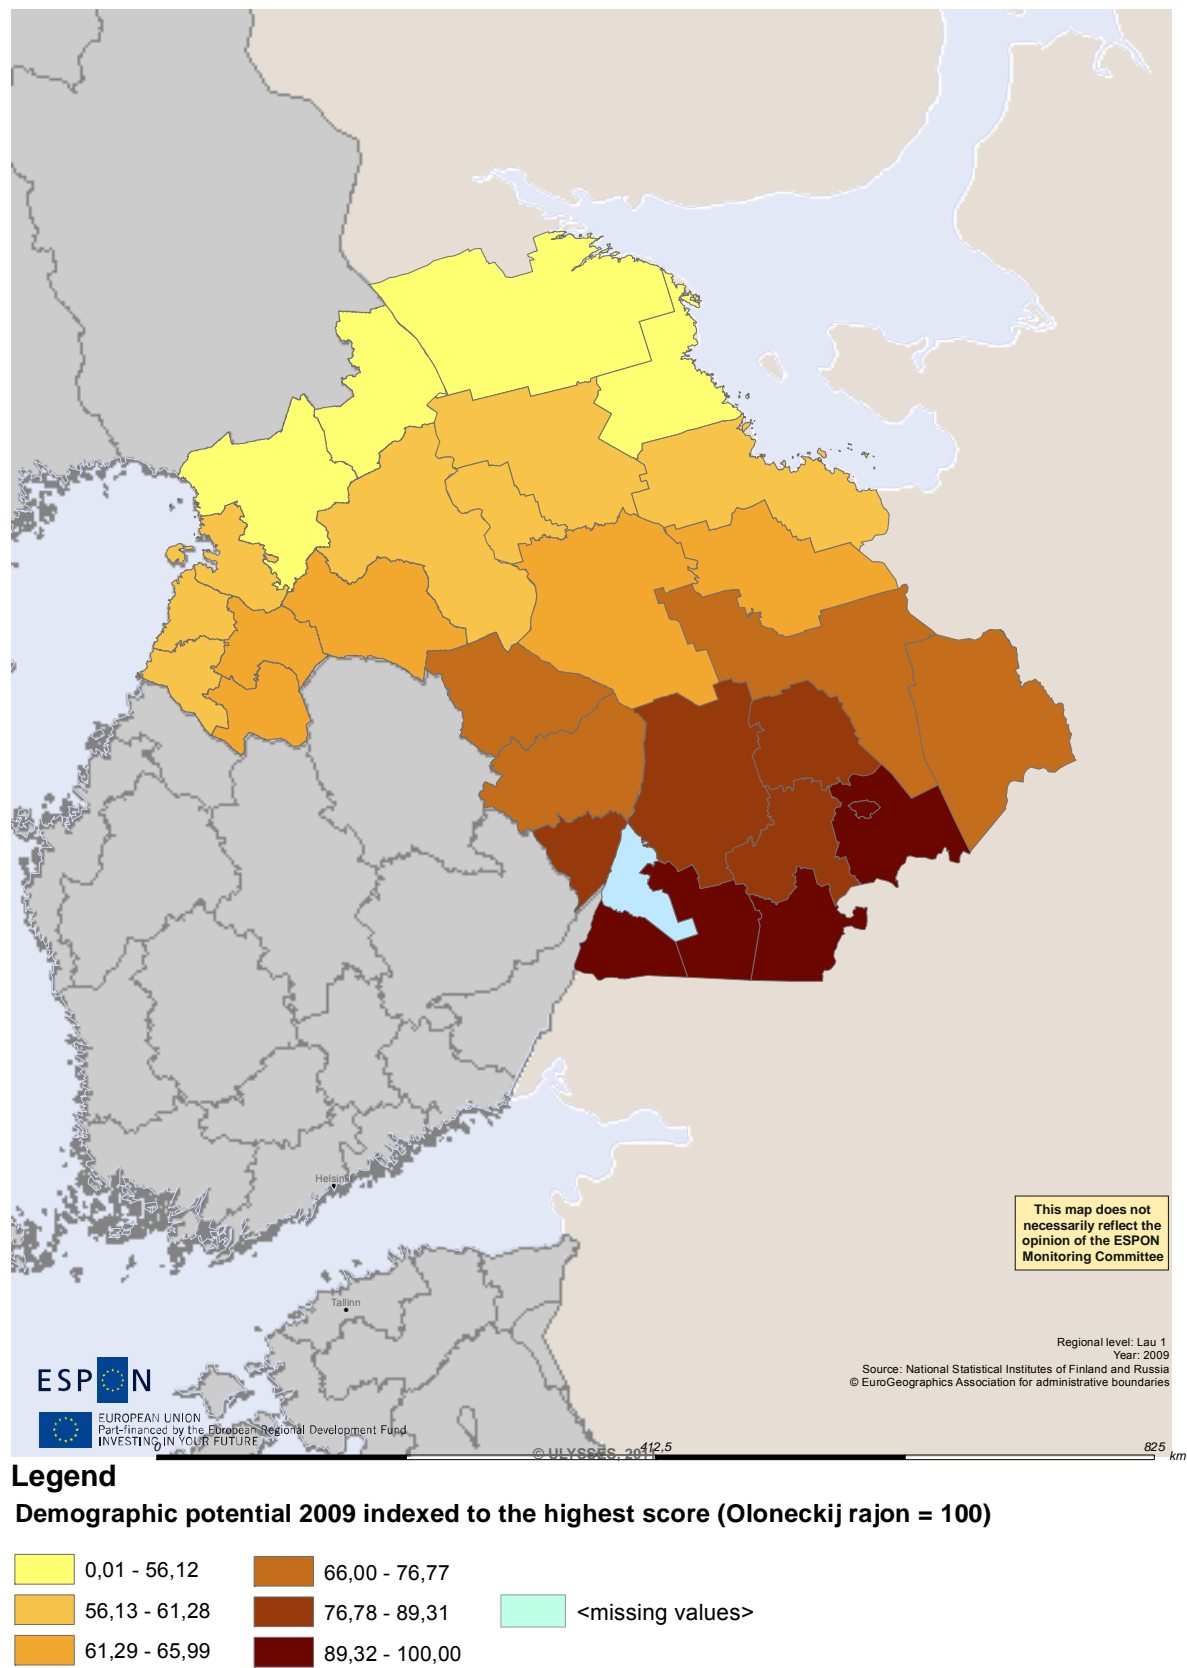 Helsinki
This map does not
necessarily reflect the
opinion of the ESPON
Monitoring Committee
Tallinn
Regional level: Lau 1
Year: 2009
Source: National Statistical Institutes of Finland and Russia
© EuroGeographics Association for administrative boundaries
ESPON
EUROPEAN UNION
Part-financed by the European Regional Development Fund
INVESTING IN YOUR FUTURE
© ULYSSES, 2011
0 412,5 825
km
Legend
Demographic potential 2009 indexed to the highest score (Oloneckij rajon = 100)
0,01 - 56,12
56,13 - 61,28
61,29 - 65,99
66,00 - 76,77
76,78 - 89,31
89,32 - 100,00
<missing values>